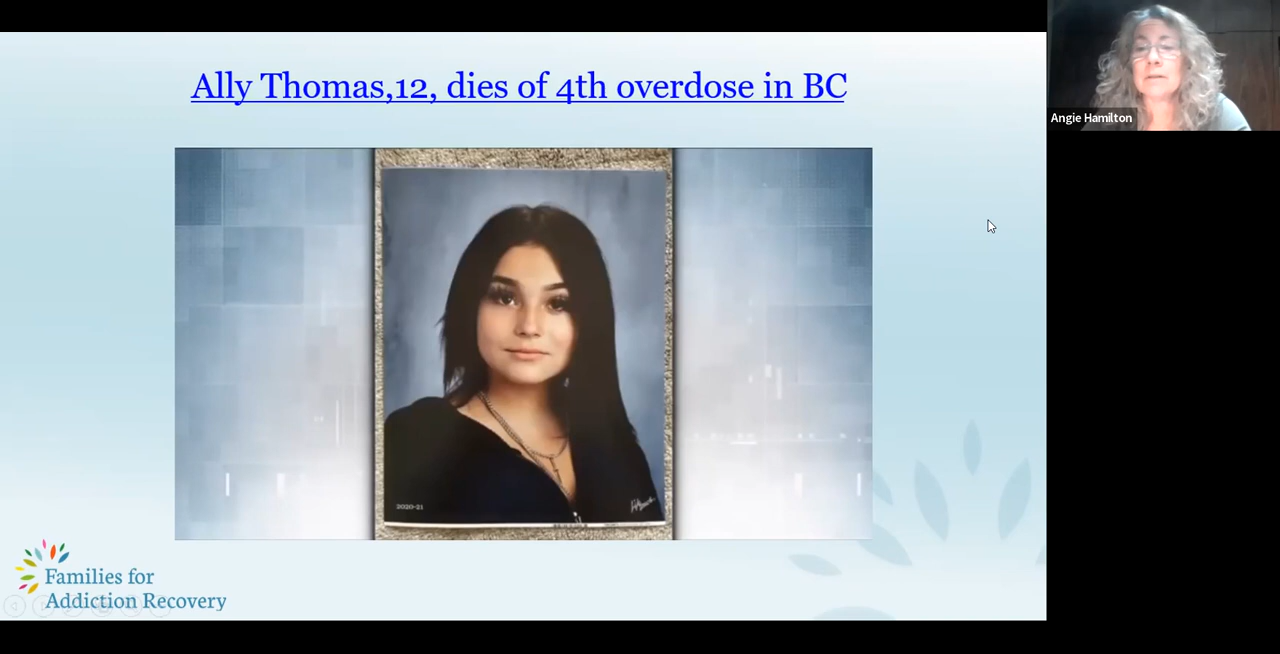 Ally Thomas,12, dies of 4th overdose in BC
Angie Hamilton
2020-21
Families for
Addiction Recovery